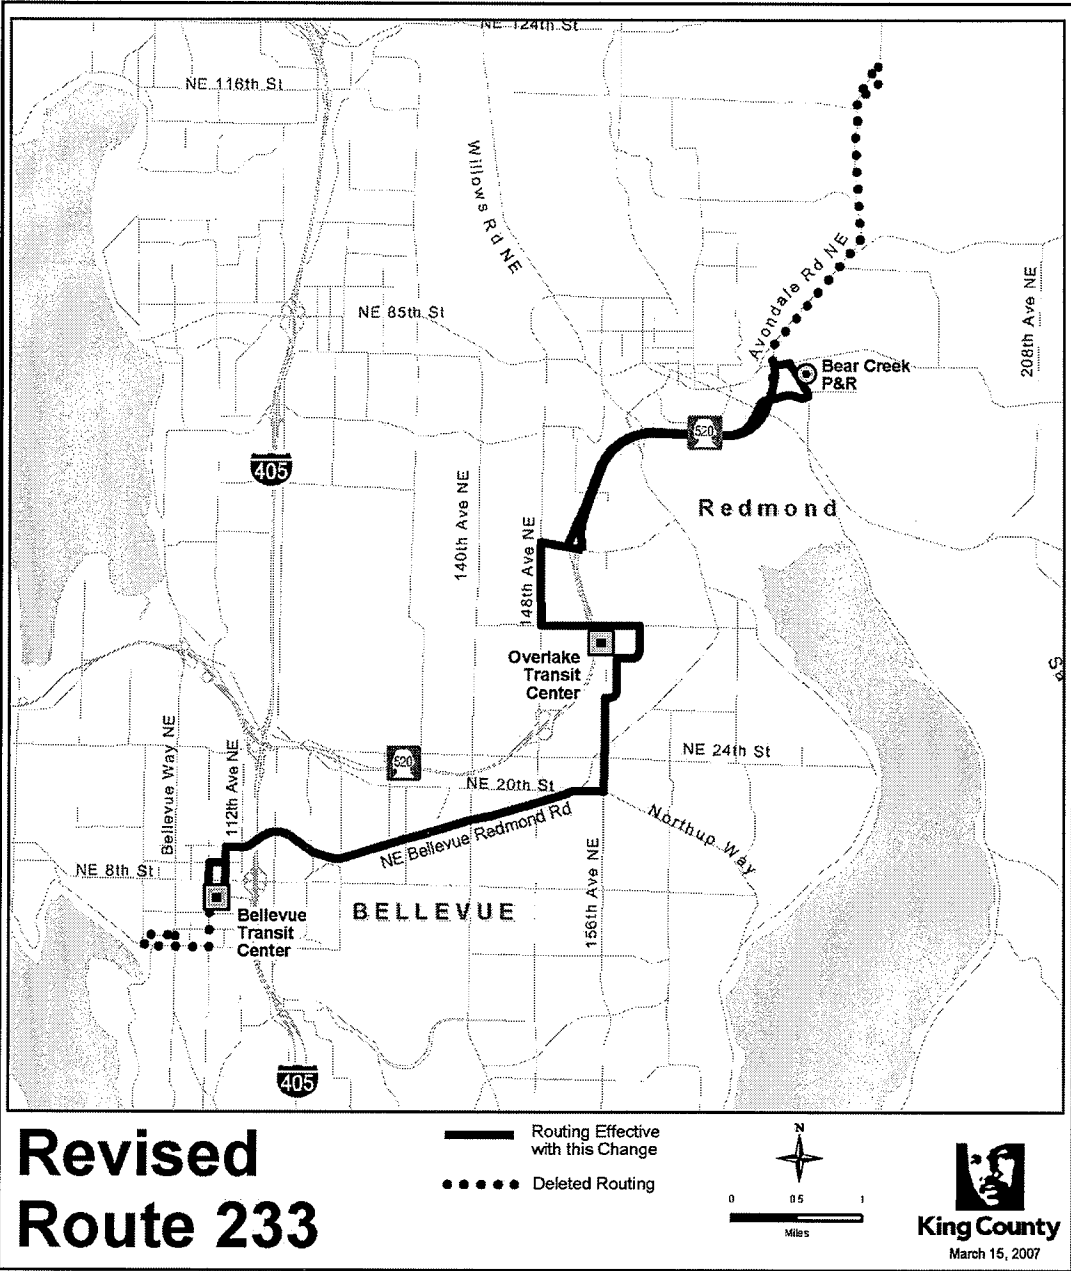 NE 124th St
NE 116th St
Willows Rd NE
Avondale Rd NE
208th Ave NE
NE 85th St
Bear Creek
P&R
520
405
140th Ave NE
148th Ave NE
Redmond
Overlake
Transit
Center
Bellevue Way NE
112th Ave NE
520
NE 24th St
NE 20th St
NE Bellevue Redmond Rd
Northup Way
NE 8th St
156th Ave NE
BELLEVUE
Bellevue
Transit
Center
405
Revised
Route 233
Routing Effective
with this Change
Deleted Routing
N
0 0.5 1
Miles
King County
March 15, 2007